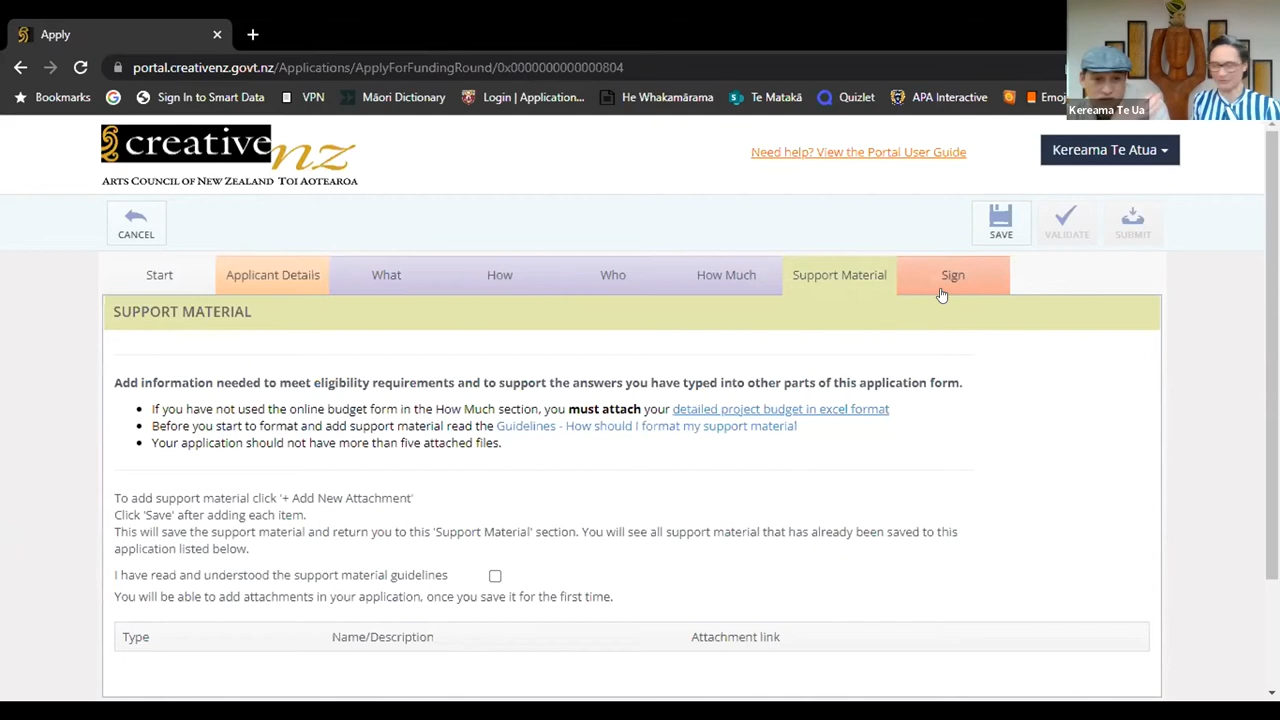 Apply
portal.creativenz.govt.nz/Applications/ApplyForFundingRound/0x0000000000000804
Bookmarks Sign In to Smart Data VPN Māori Dictionary Login | Application... He Whakamārama Te Matakā Quizlet APA Interactive Emoj
Kereama Te Ua
creative nz
ARTS COUNCIL OF NEW ZEALAND TOI AOTEAROA
Need help? View the Portal User Guide
Kereama Te Atua
CANCEL
SAVE VALIDATE SUBMIT
Start Applicant Details What How Who How Much Support Material Sign
SUPPORT MATERIAL
Add information needed to meet eligibility requirements and to support the answers you have typed into other parts of this application form.
• If you have not used the online budget form in the How Much section, you must attach your detailed project budget in excel format
• Before you start to format and add support material read the Guidelines - How should I format my support material
• Your application should not have more than five attached files.
To add support material click '+ Add New Attachment'
Click 'Save' after adding each item.
This will save the support material and return you to this 'Support Material' section. You will see all support material that has already been saved to this
application listed below.
I have read and understood the support material guidelines
You will be able to add attachments in your application, once you save it for the first time.
Type Name/Description Attachment link